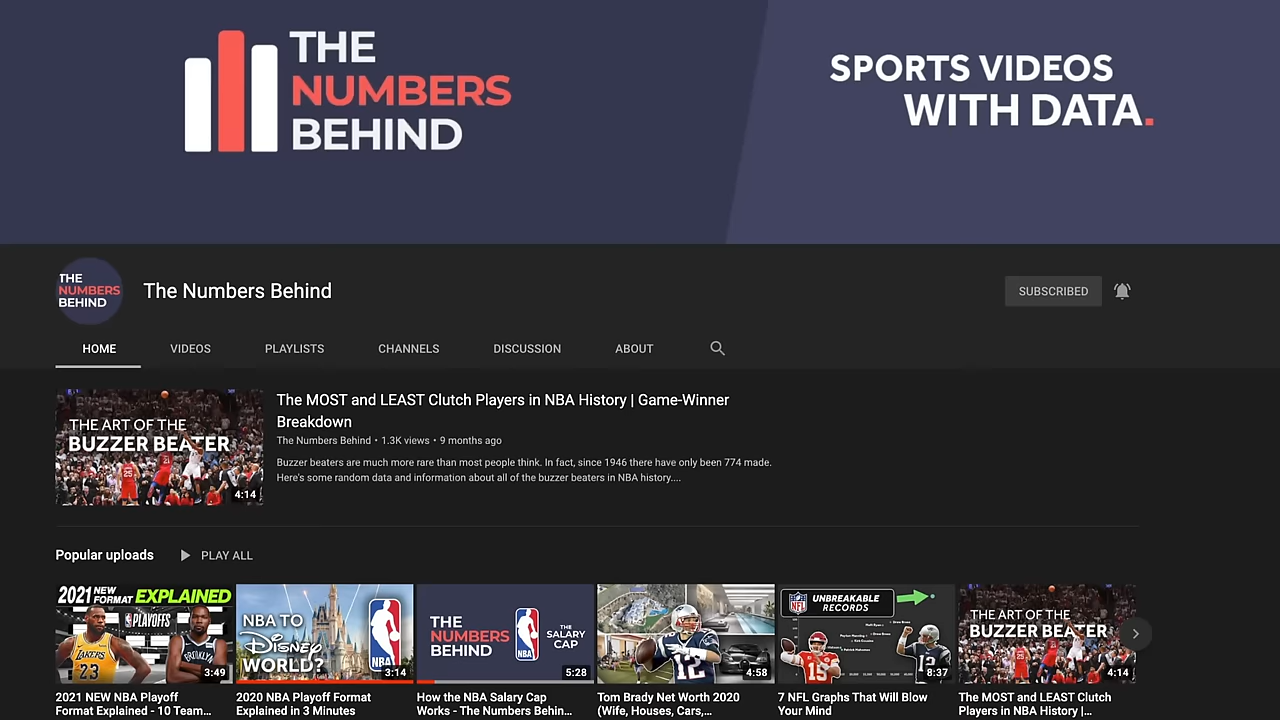 THE
NUMBERS
BEHIND
SPORTS VIDEOS
WITH DATA.
THE
NUMBERS
BEHIND
The Numbers Behind
SUBSCRIBED
HOME
VIDEOS
PLAYLISTS
CHANNELS
DISCUSSION
ABOUT
THE ART OF THE
BUZZER BEATER
4:14
The MOST and LEAST Clutch Players in NBA History | Game-Winner
Breakdown
The Numbers Behind • 1.3K views • 9 months ago
Buzzer beaters are much more rare than most people think. In fact, since 1946 there have only been 774 made.
Here's some random data and information about all of the buzzer beaters in NBA history....
Popular uploads
PLAY ALL
2021 NEW FORMAT EXPLAINED
PLAYOFFS
LAKERS
23
BROOKLYN
3:49
2021 NEW NBA Playoff
Format Explained - 10 Team...
NBA TO
DISNEY
WORLD?
NBA
3:14
2020 NBA Playoff Format
Explained in 3 Minutes
THE
NUMBERS
BEHIND
NBA
THE
SALARY
CAP
5:28
How the NBA Salary Cap
Works - The Numbers Behin...
12
4:58
Tom Brady Net Worth 2020
(Wife, Houses, Cars,...
NFL
UNBREAKABLE
RECORDS
15
12
8:37
7 NFL Graphs That Will Blow
Your Mind
THE ART OF THE
BUZZER BEATER
4:14
The MOST and LEAST Clutch
Players in NBA History |...